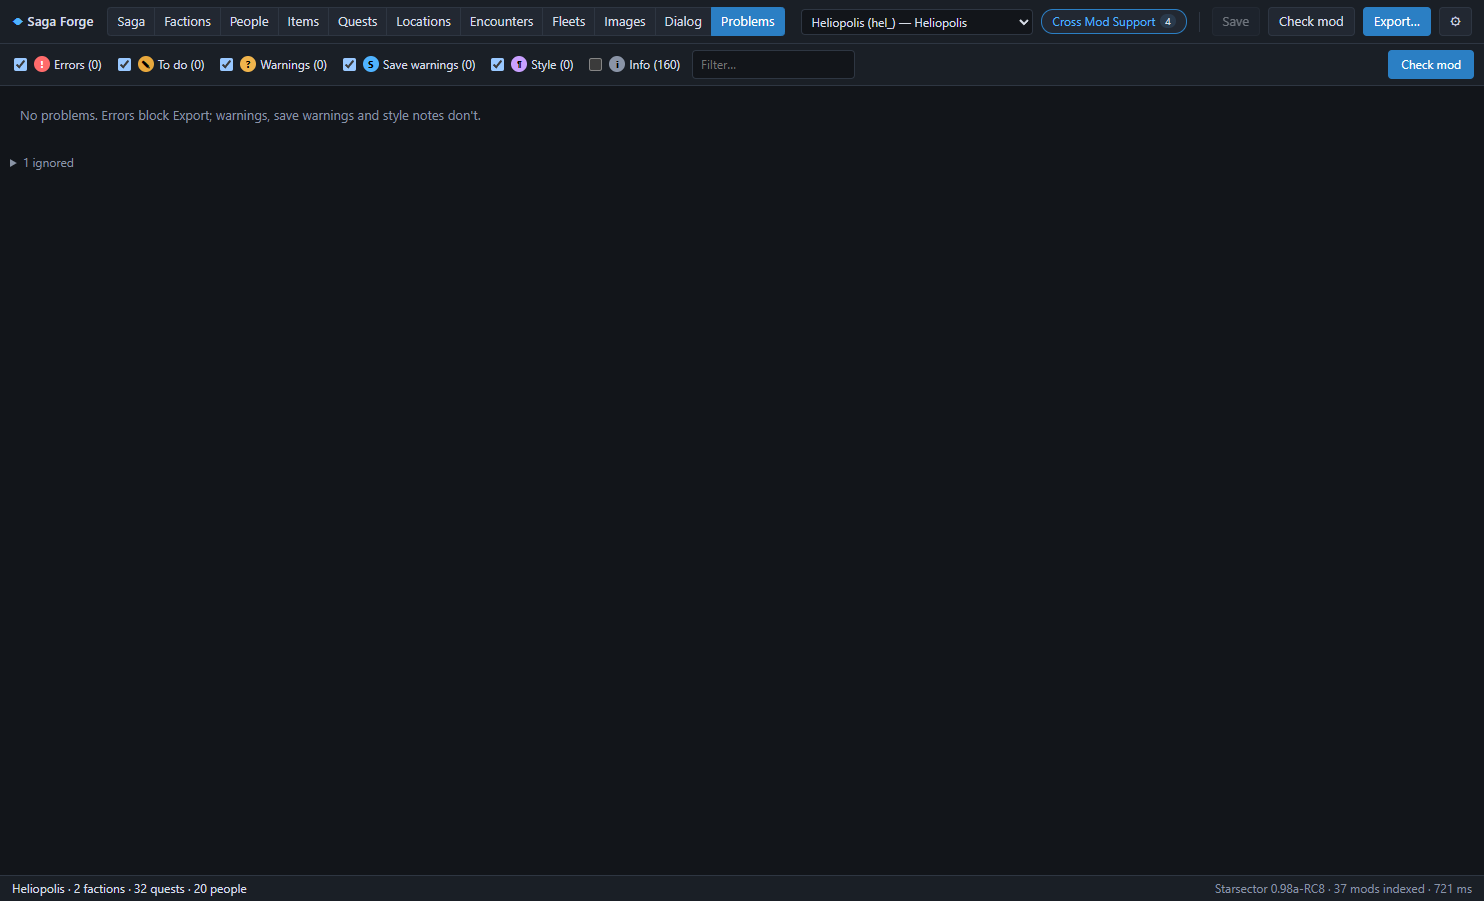 Saga Forge Saga Factions People Items Quests Locations Encounters Fleets Images Dialog Problems Heliopolis (hel_) — Heliopolis Cross Mod Support 4 Save Check mod Export...
! Errors (0) To do (0) ? Warnings (0) S Save warnings (0) ¶ Style (0) i Info (160) Filter... Check mod
No problems. Errors block Export; warnings, save warnings and style notes don't.
1 ignored
Heliopolis · 2 factions · 32 quests · 20 people Starsector 0.98a-RC8 · 37 mods indexed · 721 ms